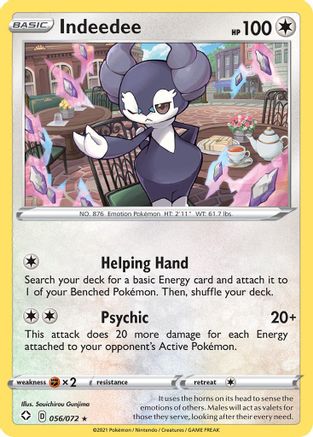 BASIC
Indeedee
HP 100
NO. 876 Emotion Pokémon HT: 2'11" WT: 61.7 lbs.
Helping Hand
Search your deck for a basic Energy card and attach it to
1 of your Benched Pokémon. Then, shuffle your deck.
Psychic 20+
This attack does 20 more damage for each Energy
attached to your opponent's Active Pokémon.
weakness ×2 resistance retreat
Illus. Souichirou Gunjima
D 056/072 ★
It uses the horns on its head to sense the
emotions of others. Males will act as valets for
those they serve, looking after their every need.
©2021 Pokémon / Nintendo / Creatures / GAME FREAK